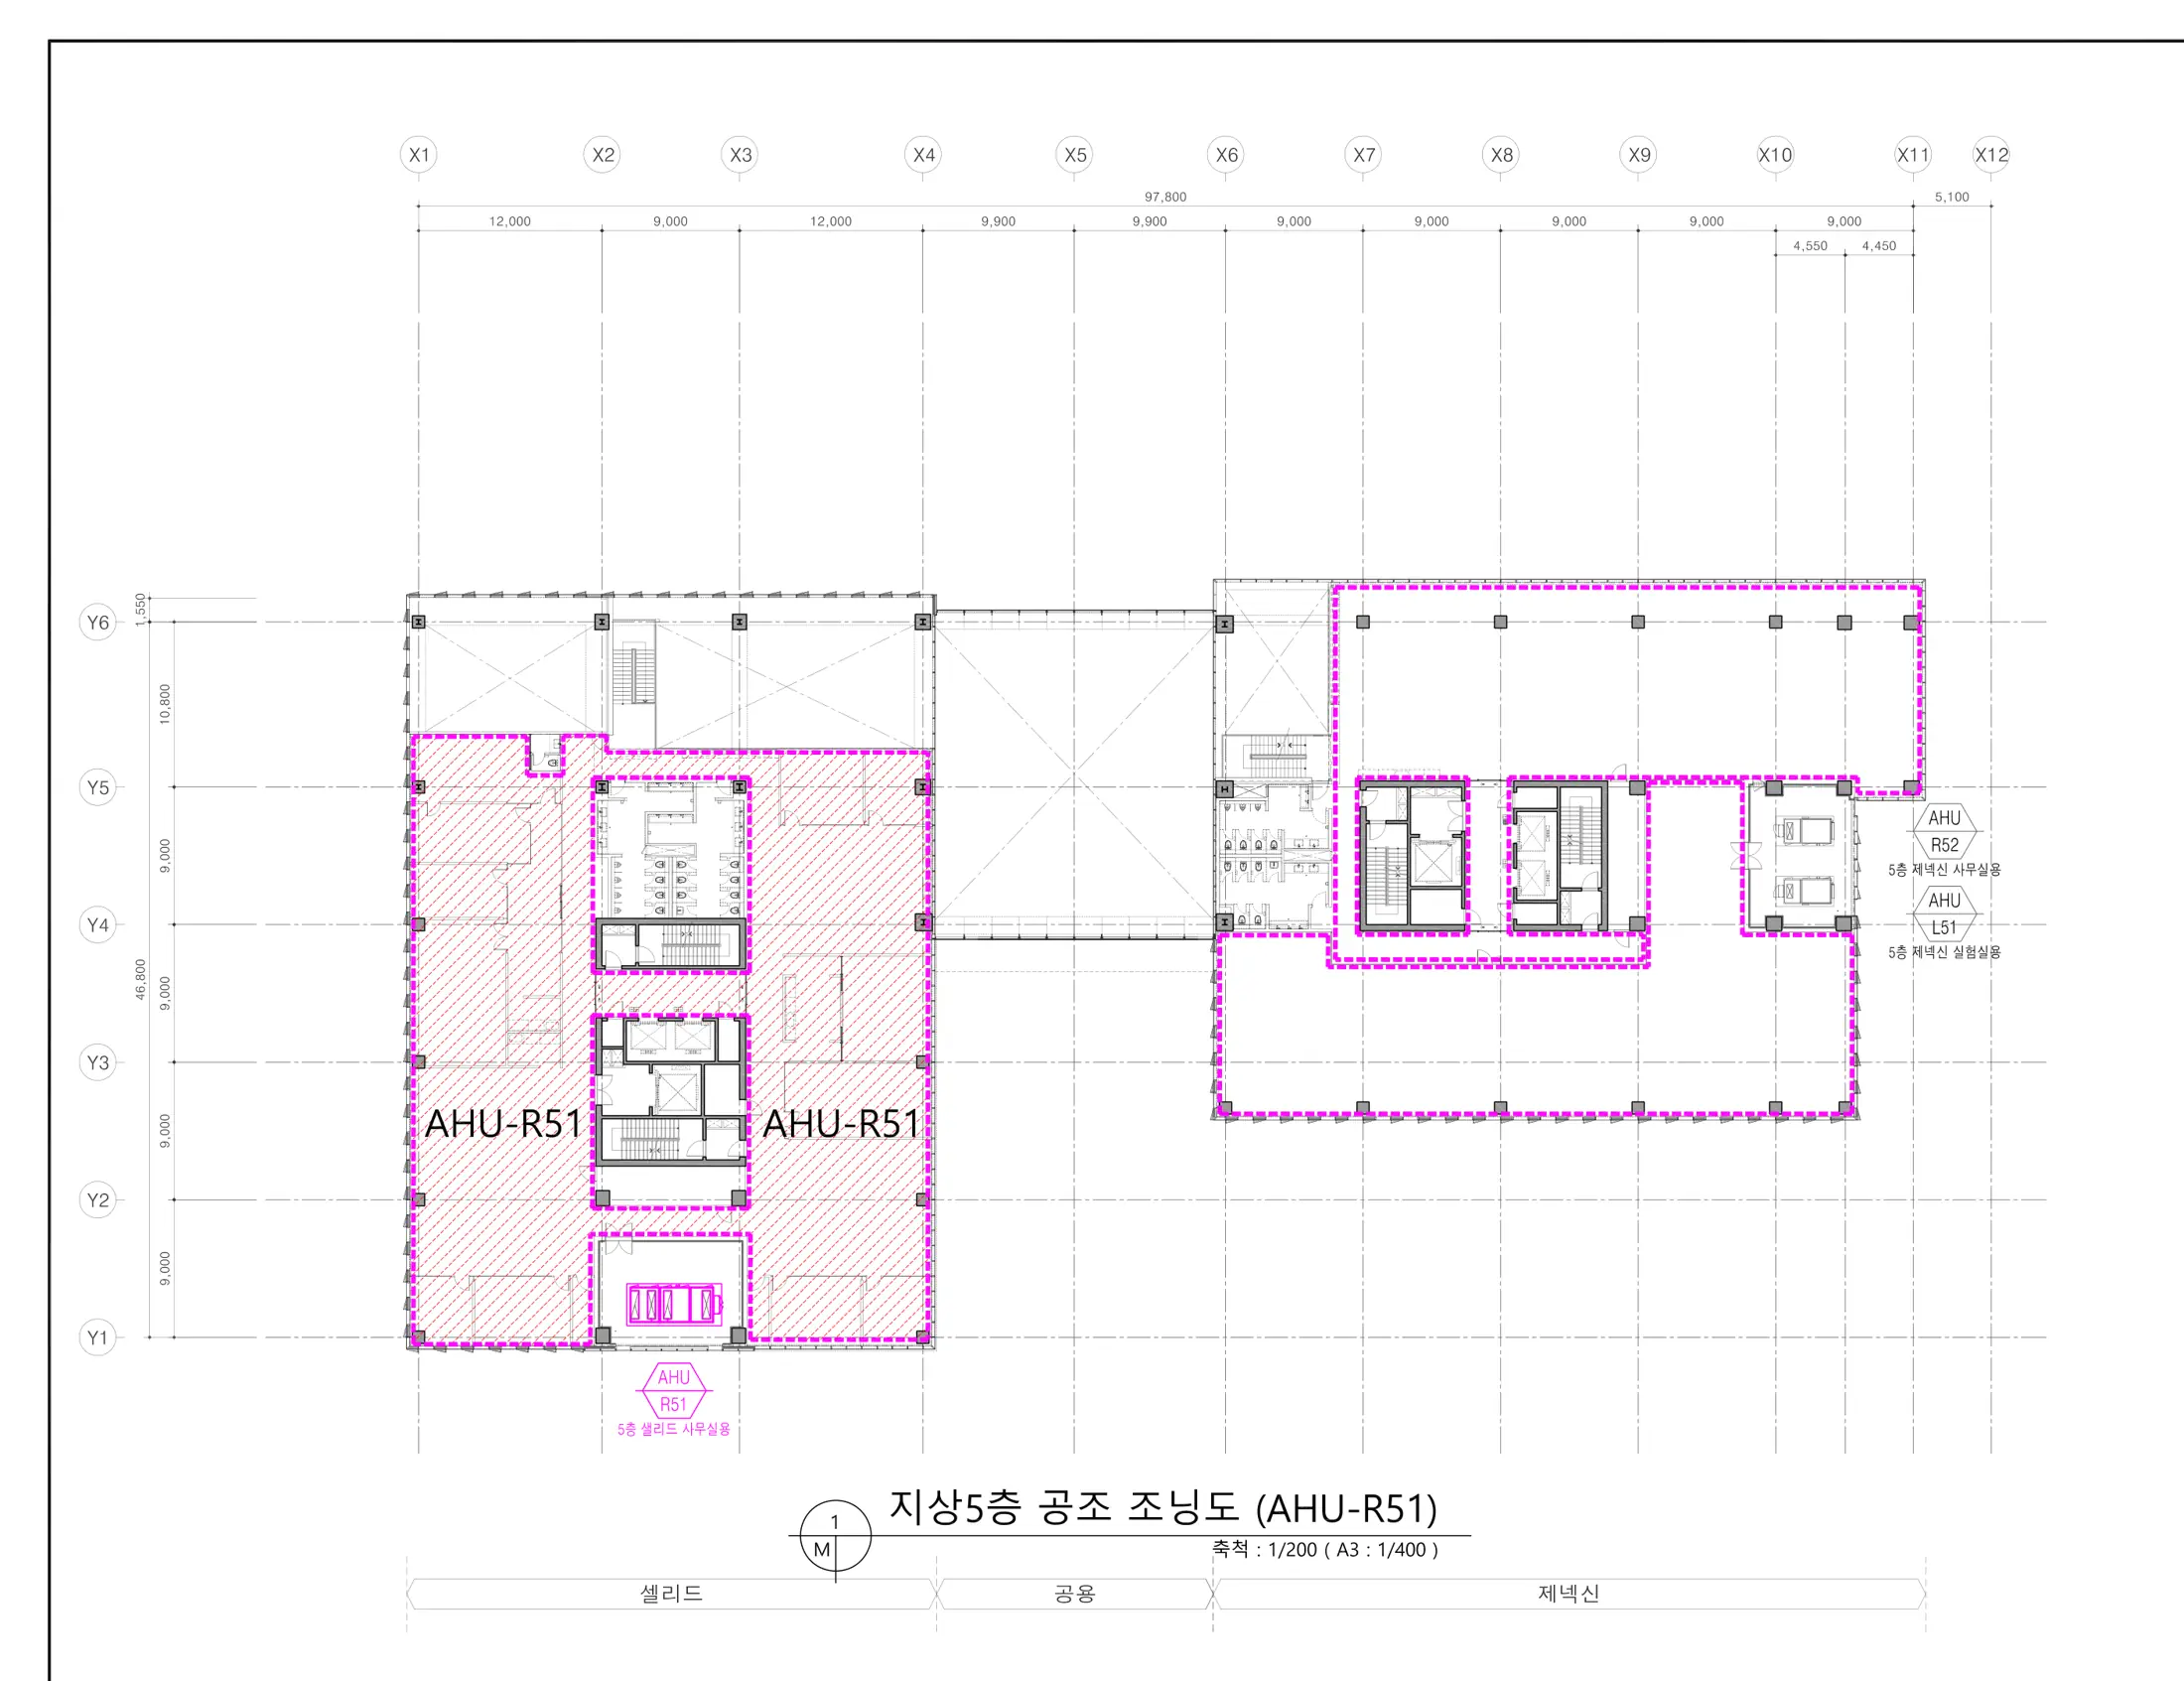 X1 X2 X3 X4 X5 X6 X7 X8 X9 X10 X11 X12
97,800 5,100
12,000 9,000 12,000 9,900 9,900 9,000 9,000 9,000 9,000 9,000
4,550 4,450
Y6
1,550
10,800
Y5
9,000
Y4
46,800
9,000
Y3
9,000
Y2
9,000
Y1
AHU
R52
5층 제넥신 사무실용
AHU
L51
5층 제넥신 실험실용
AHU-R51 AHU-R51
AHU
R51
5층 샐리드 사무실용
1
M
지상5층 공조 조닝도 (AHU-R51)
축척 : 1/200 ( A3 : 1/400 )
셀리드 공용 제넥신